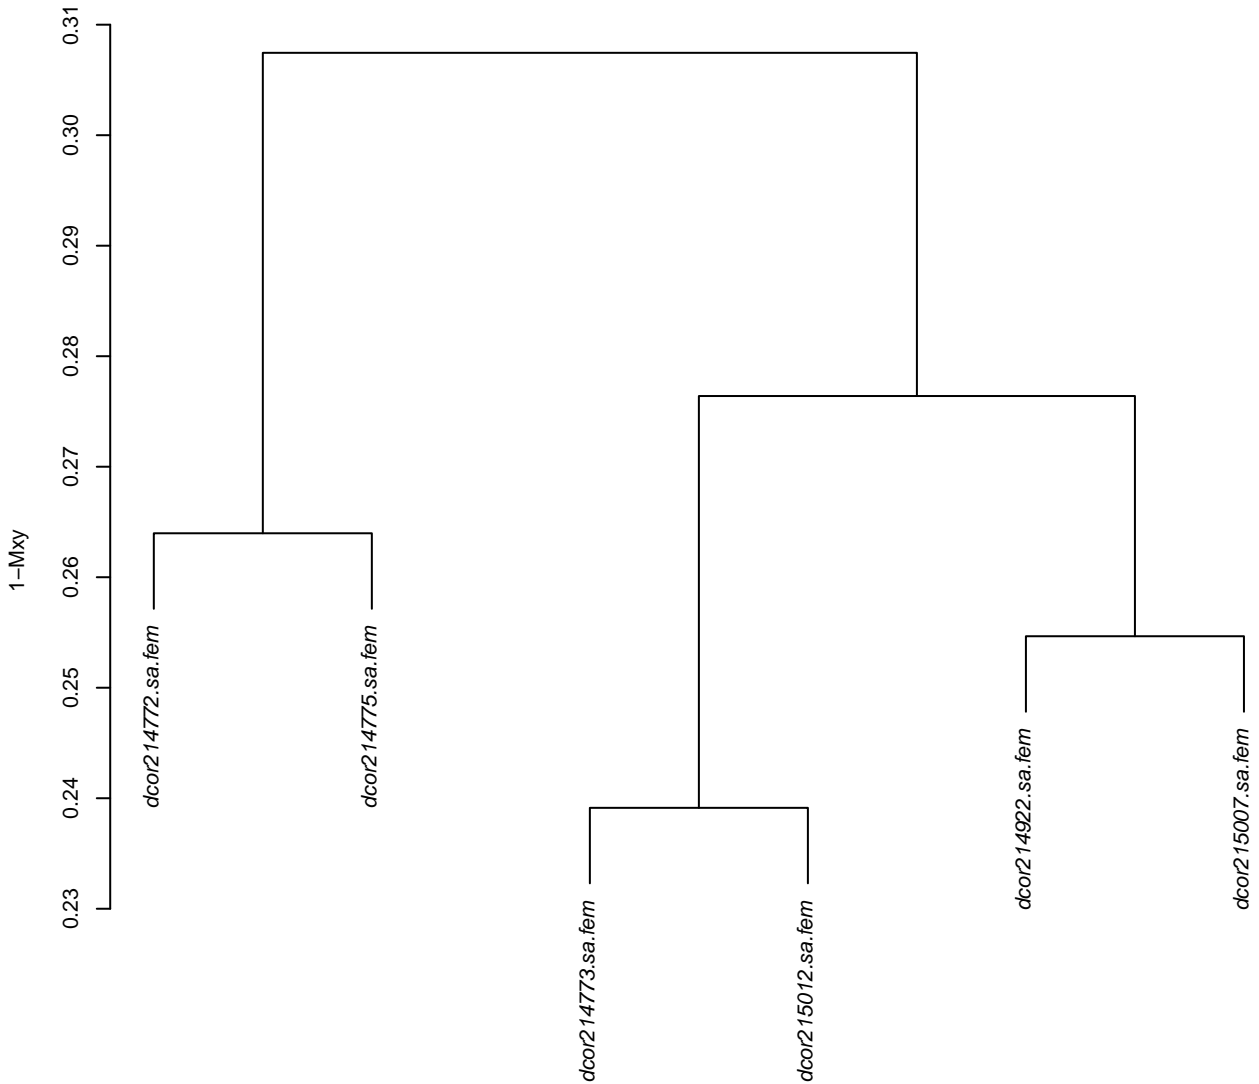 0.31
0.30
0.29
0.28
0.27
0.26
0.25
0.24
0.23
1−Mxy
dcor214772.sa.fem
dcor214775.sa.fem
dcor214773.sa.fem
dcor215012.sa.fem
dcor214922.sa.fem
dcor215007.sa.fem